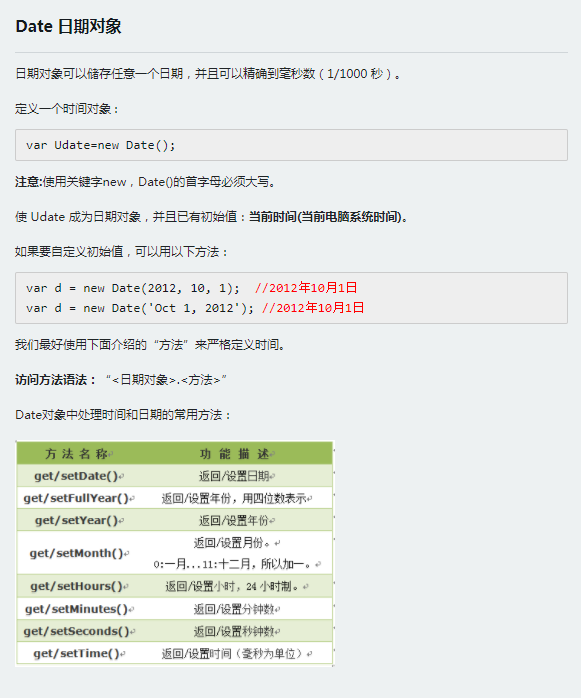 Date 日期对象
日期对象可以储存任意一个日期，并且可以精确到毫秒数（1/1000 秒）。
定义一个时间对象：
var Udate=new Date();
注意:使用关键字new，Date()的首字母必须大写。
使 Udate 成为日期对象，并且已有初始值：当前时间(当前电脑系统时间)。
如果要自定义初始值，可以用以下方法：
var d = new Date(2012, 10, 1);  //2012年10月1日
var d = new Date('Oct 1, 2012'); //2012年10月1日
我们最好使用下面介绍的“方法”来严格定义时间。
访问方法语法：“<日期对象>.<方法>”
Date对象中处理时间和日期的常用方法：
方法名称 功能描述
get/setDate() 返回/设置日期
get/setFullYear() 返回/设置年份，用四位数表示
get/setYear() 返回/设置年份
get/setMonth() 返回/设置月份。
0:一月...11:十二月，所以加一。
get/setHours() 返回/设置小时，24小时制。
get/setMinutes() 返回/设置分钟数
get/setSeconds() 返回/设置秒钟数
get/setTime() 返回/设置时间（毫秒为单位）